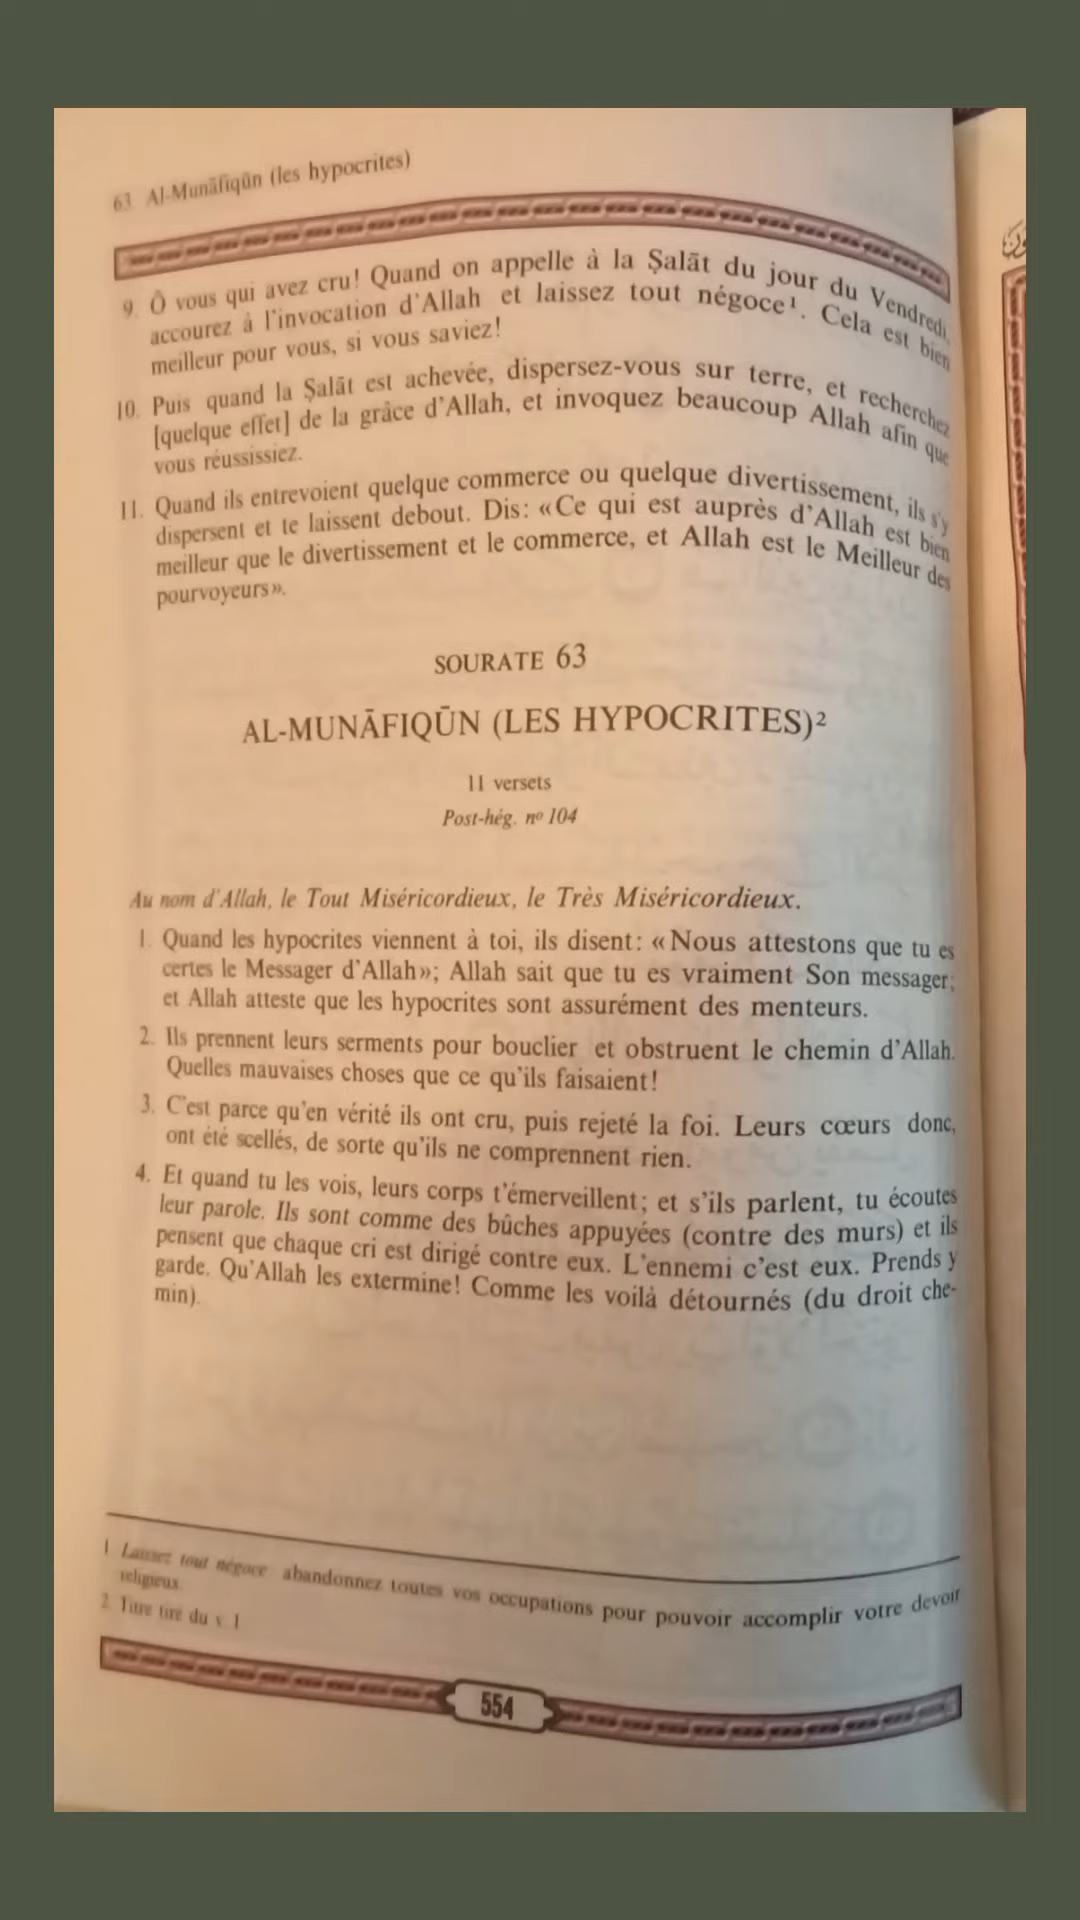 63. Al-Munāfiqūn (les hypocrites)
9. Ô vous qui avez cru! Quand on appelle à la Ṣalāt du jour du Vendredi,
accourez à l'invocation d'Allah et laissez tout négoce¹. Cela est bien
meilleur pour vous, si vous saviez!
10. Puis quand la Ṣalāt est achevée, dispersez-vous sur terre, et recherchez
[quelque effet] de la grâce d'Allah, et invoquez beaucoup Allah afin que
vous réussissiez.
11. Quand ils entrevoient quelque commerce ou quelque divertissement, ils s'y
dispersent et te laissent debout. Dis: «Ce qui est auprès d'Allah est bien
meilleur que le divertissement et le commerce, et Allah est le Meilleur des
pourvoyeurs».
SOURATE 63
AL-MUNĀFIQŪN (LES HYPOCRITES)²
11 versets
Post-hég. nº 104
Au nom d'Allah, le Tout Miséricordieux, le Très Miséricordieux.
1. Quand les hypocrites viennent à toi, ils disent: «Nous attestons que tu es
certes le Messager d'Allah»; Allah sait que tu es vraiment Son messager;
et Allah atteste que les hypocrites sont assurément des menteurs.
2. Ils prennent leurs serments pour bouclier et obstruent le chemin d'Allah.
Quelles mauvaises choses que ce qu'ils faisaient!
3. C'est parce qu'en vérité ils ont cru, puis rejeté la foi. Leurs cœurs donc,
ont été scellés, de sorte qu'ils ne comprennent rien.
4. Et quand tu les vois, leurs corps t'émerveillent; et s'ils parlent, tu écoutes
leur parole. Ils sont comme des bûches appuyées (contre des murs) et ils
pensent que chaque cri est dirigé contre eux. L'ennemi c'est eux. Prends y
garde. Qu'Allah les extermine! Comme les voilà détournés (du droit che-
min).
1 Laissez tout négoce: abandonnez toutes vos occupations pour pouvoir accomplir votre devoir
religieux.
2 Titre tiré du v. 1
554